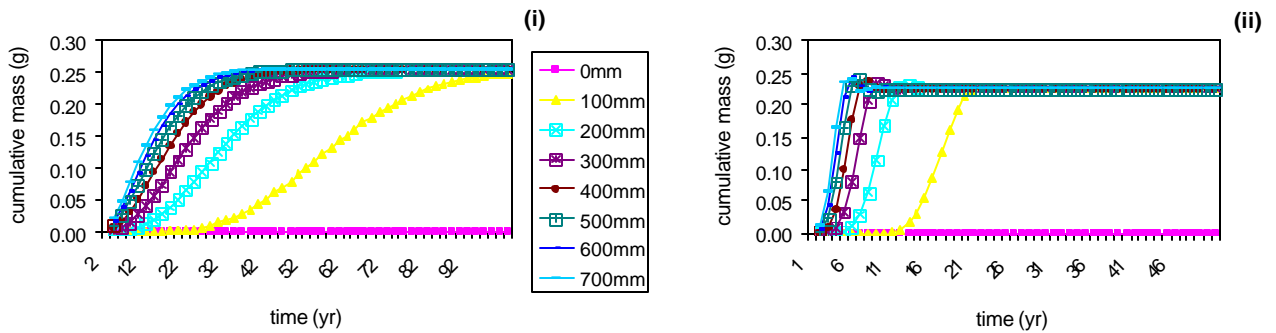 (i)
cumulative mass (g)
0.30
0.25
0.20
0.15
0.10
0.05
0.00
2 12 22 32 42 52 62 72 82 92
time (yr)
0mm
100mm
200mm
300mm
400mm
500mm
600mm
700mm
(ii)
cumulative mass (g)
0.30
0.25
0.20
0.15
0.10
0.05
0.00
1 6 11 16 21 26 31 36 41 46
time (yr)